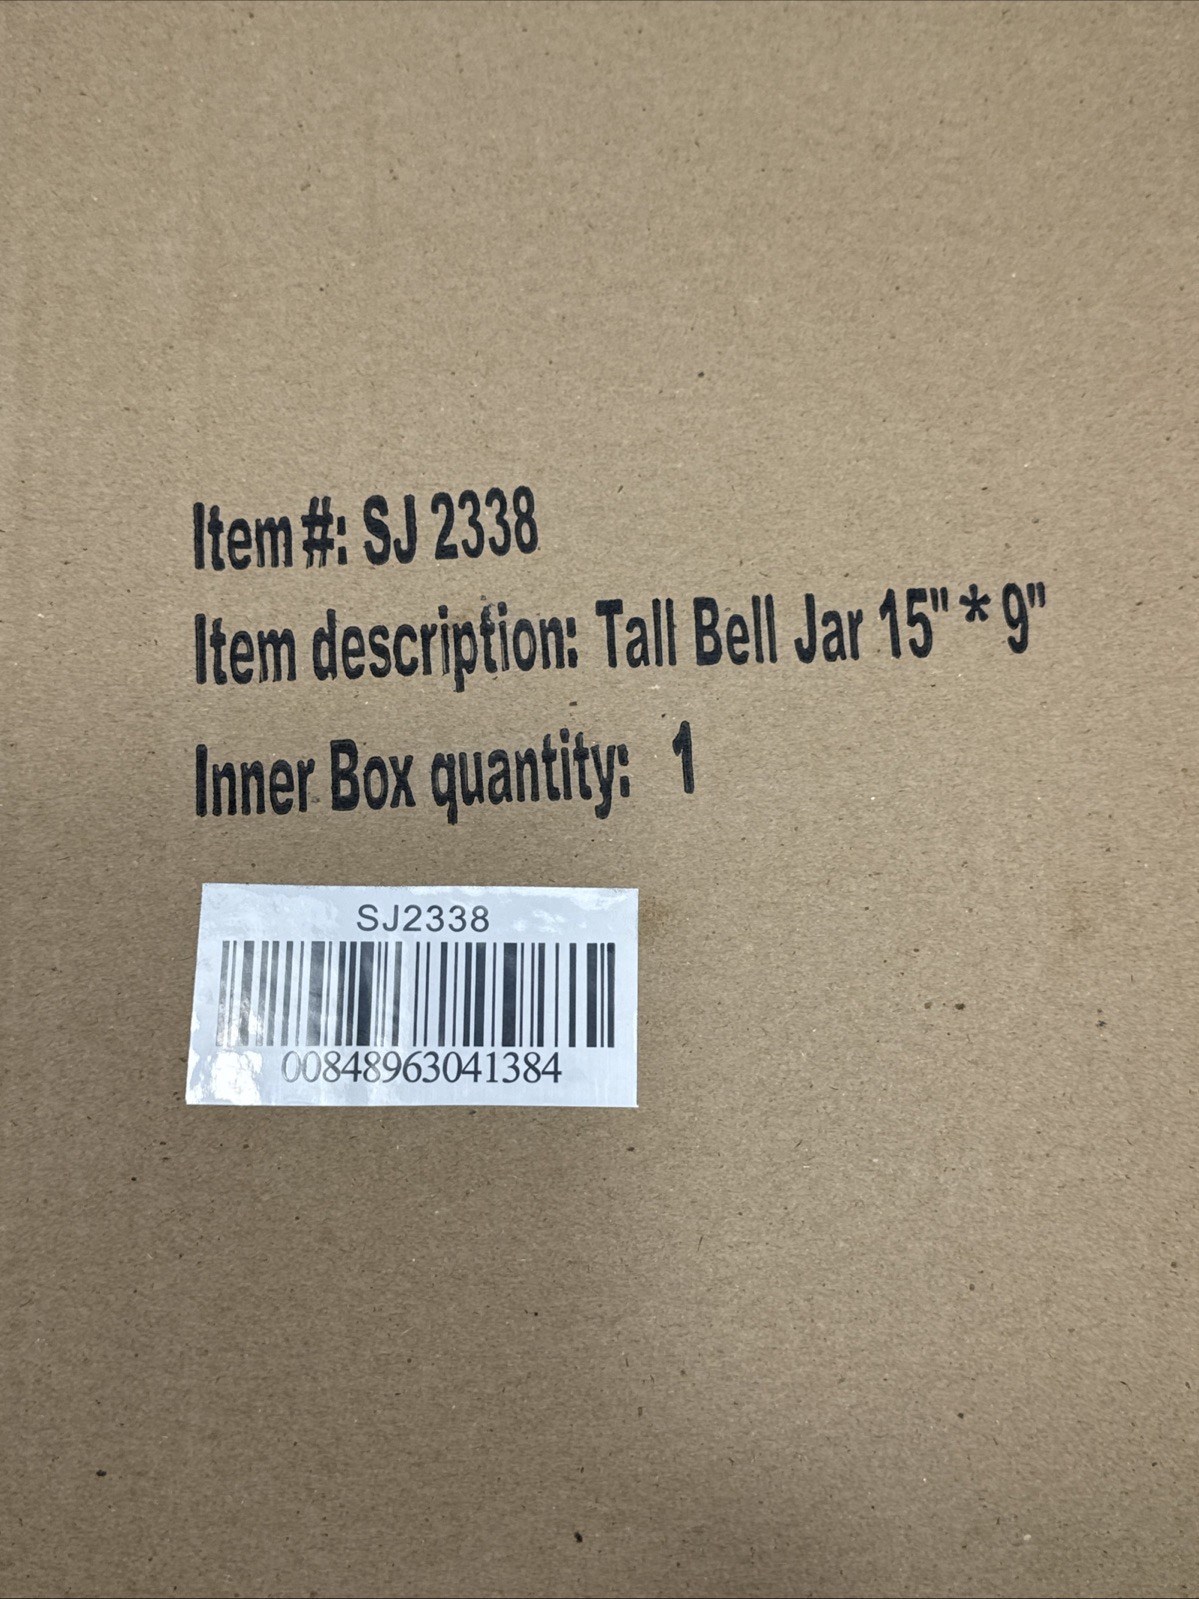 Item#: SJ 2338
Item description: Tall Bell Jar 15" * 9"
Inner Box quantity: 1
SJ2338
00848963041384